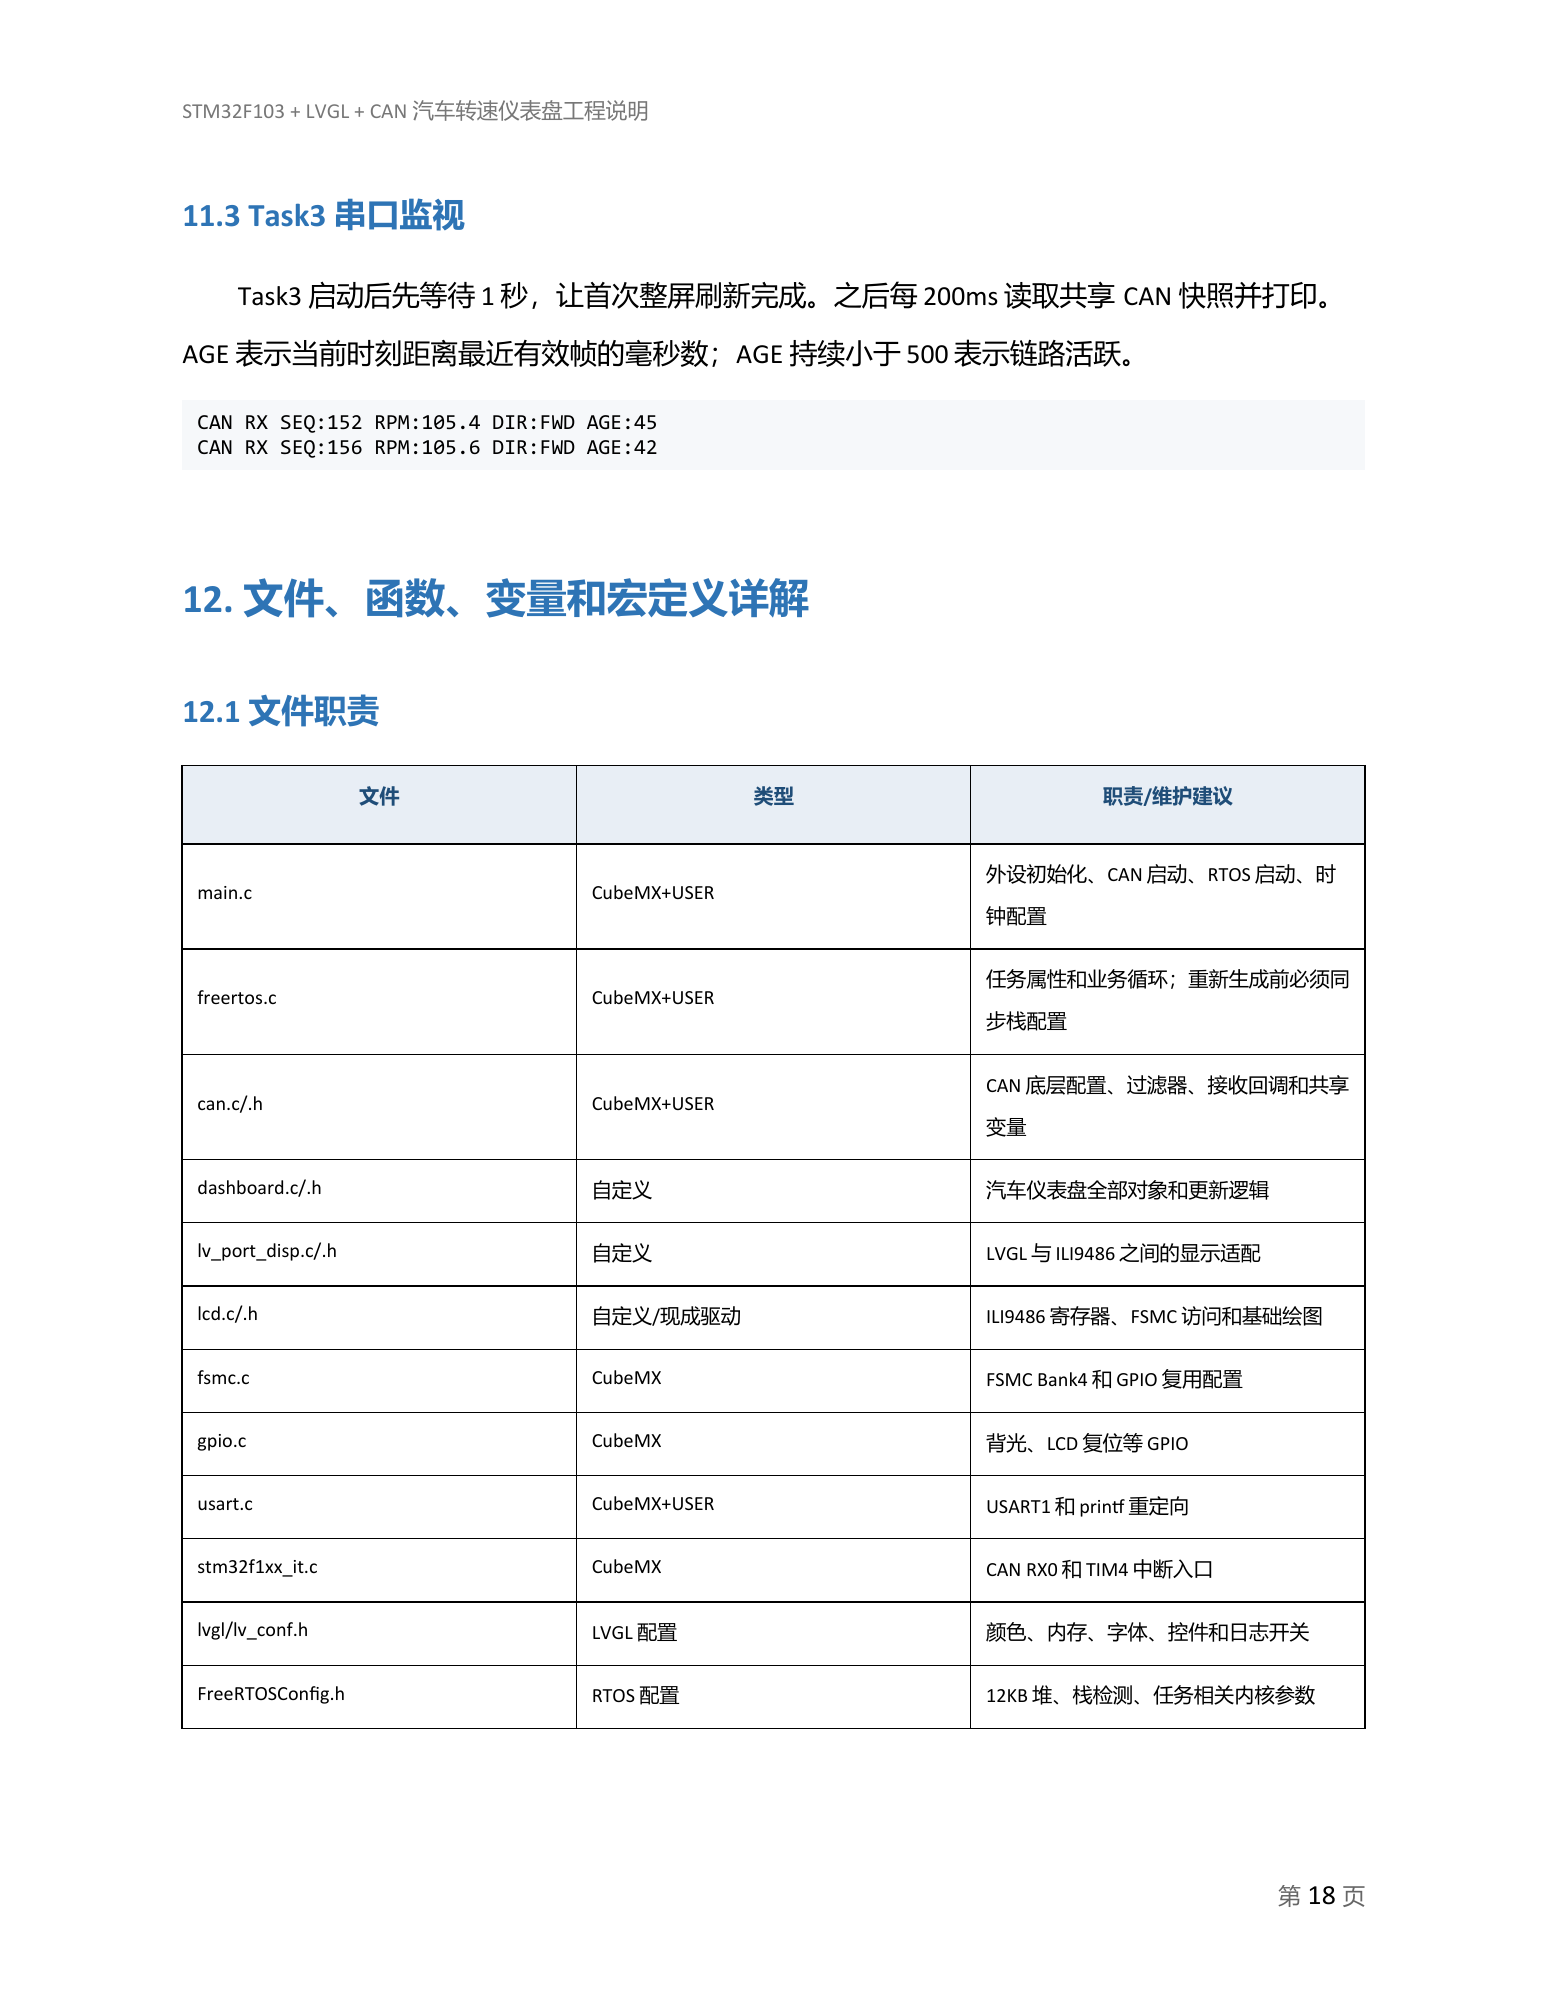 STM32F103 + LVGL + CAN 汽车转速仪表盘工程说明
11.3 Task3 串口监视
Task3 启动后先等待 1 秒，让首次整屏刷新完成。之后每 200ms 读取共享 CAN 快照并打印。
AGE 表示当前时刻距离最近有效帧的毫秒数；AGE 持续小于 500 表示链路活跃。
CAN RX SEQ:152 RPM:105.4 DIR:FWD AGE:45
CAN RX SEQ:156 RPM:105.6 DIR:FWD AGE:42
12. 文件、函数、变量和宏定义详解
12.1 文件职责
文件 类型 职责/维护建议
main.c CubeMX+USER 外设初始化、CAN 启动、RTOS 启动、时
钟配置
freertos.c CubeMX+USER 任务属性和业务循环；重新生成前必须同
步栈配置
can.c/.h CubeMX+USER CAN 底层配置、过滤器、接收回调和共享
变量
dashboard.c/.h 自定义 汽车仪表盘全部对象和更新逻辑
lv_port_disp.c/.h 自定义 LVGL 与 ILI9486 之间的显示适配
lcd.c/.h 自定义/现成驱动 ILI9486 寄存器、FSMC 访问和基础绘图
fsmc.c CubeMX FSMC Bank4 和 GPIO 复用配置
gpio.c CubeMX 背光、LCD 复位等 GPIO
usart.c CubeMX+USER USART1 和 printf 重定向
stm32f1xx_it.c CubeMX CAN RX0 和 TIM4 中断入口
lvgl/lv_conf.h LVGL 配置 颜色、内存、字体、控件和日志开关
FreeRTOSConfig.h RTOS 配置 12KB 堆、栈检测、任务相关内核参数
第 18 页